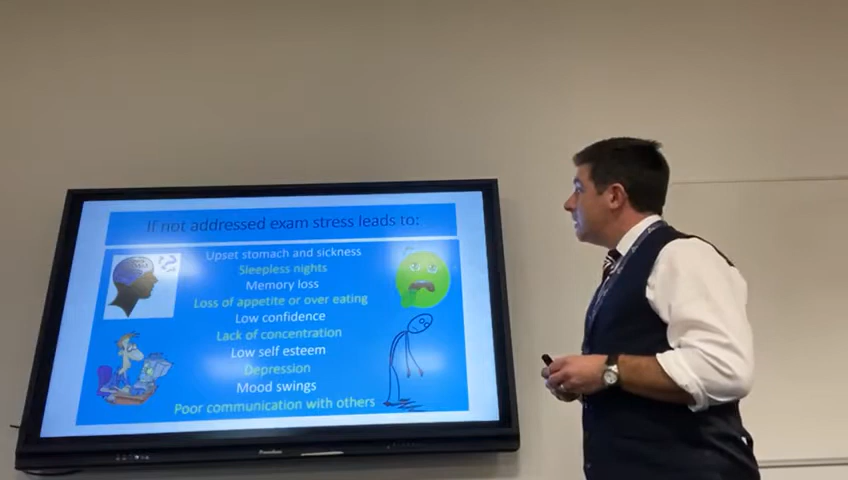 If not addressed exam stress leads to:
Upset stomach and sickness
Sleepless nights
Memory loss
Loss of appetite or over eating
Low confidence
Lack of concentration
Low self esteem
Depression
Mood swings
Poor communication with others